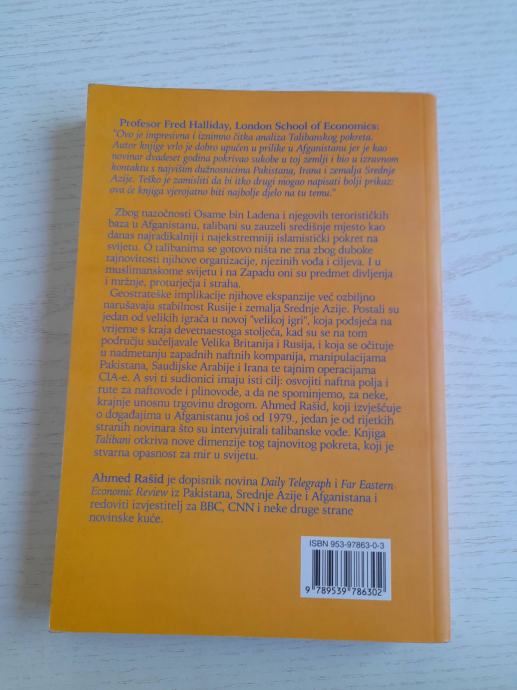 Profesor Fred Halliday, London School of Economics:
"Ovo je impresivna i iznimno čitka analiza Talibanskog pokreta.
Autor knjige vrlo je dobro upućen u prilike u Afganistanu jer je kao
novinar dvadeset godina pokrivao sukobe u toj zemlji i bio u izravnom
kontaktu s najvišim dužnosnicima Pakistana, Irana i zemalja Srednje
Azije. Teško je zamisliti da bi itko drugi mogao napisati bolji prikaz:
ova će knjiga vjerojatno biti najbolje djelo na tu temu."
Zbog nazočnosti Osame bin Ladena i njegovih terorističkih
baza u Afganistanu, talibani su zauzeli središnje mjesto kao
danas najradikalniji i najekstremniji islamistički pokret na
svijetu. O talibanima se gotovo ništa ne zna zbog duboke
tajnovitosti njihove organizacije, njezinih vođa i ciljeva. I u
muslimanskome svijetu i na Zapadu oni su predmet divljenja
i mržnje, proturječja i straha.
Geostrateške implikacije njihove ekspanzije već ozbiljno
narušavaju stabilnost Rusije i zemalja Srednje Azije. Postali su
jedan od velikih igrača u novoj "velikoj igri", koja podsjeća na
vrijeme s kraja devetnaestoga stoljeća, kad su se na tom
području sučeljavale Velika Britanija i Rusija, i koja se očituje
u nadmetanju zapadnih naftnih kompanija, manipulacijama
Pakistana, Saudijske Arabije i Irana te tajnim operacijama
CIA-e. A svi ti sudionici imaju isti cilj: osvojiti naftna polja i
rute za naftovode i plinovode, a da ne spominjemo, za neke,
krajnje unosnu trgovinu drogom. Ahmed Rašid, koji izvješćuje
o događajima u Afganistanu još od 1979., jedan je od rijetkih
stranih novinara što su intervjuirali talibanske vođe. Knjiga
Talibani otkriva nove dimenzije tog tajnovitog pokreta, koji je
stvarna opasnost za mir u svijetu.
Ahmed Rašid je dopisnik novina Daily Telegraph i Far Eastern
Economic Review iz Pakistana, Srednje Azije i Afganistana i
redoviti izvjestitelj za BBC, CNN i neke druge strane
novinske kuće.
ISBN 953-97863-0-3
9 789539 786302